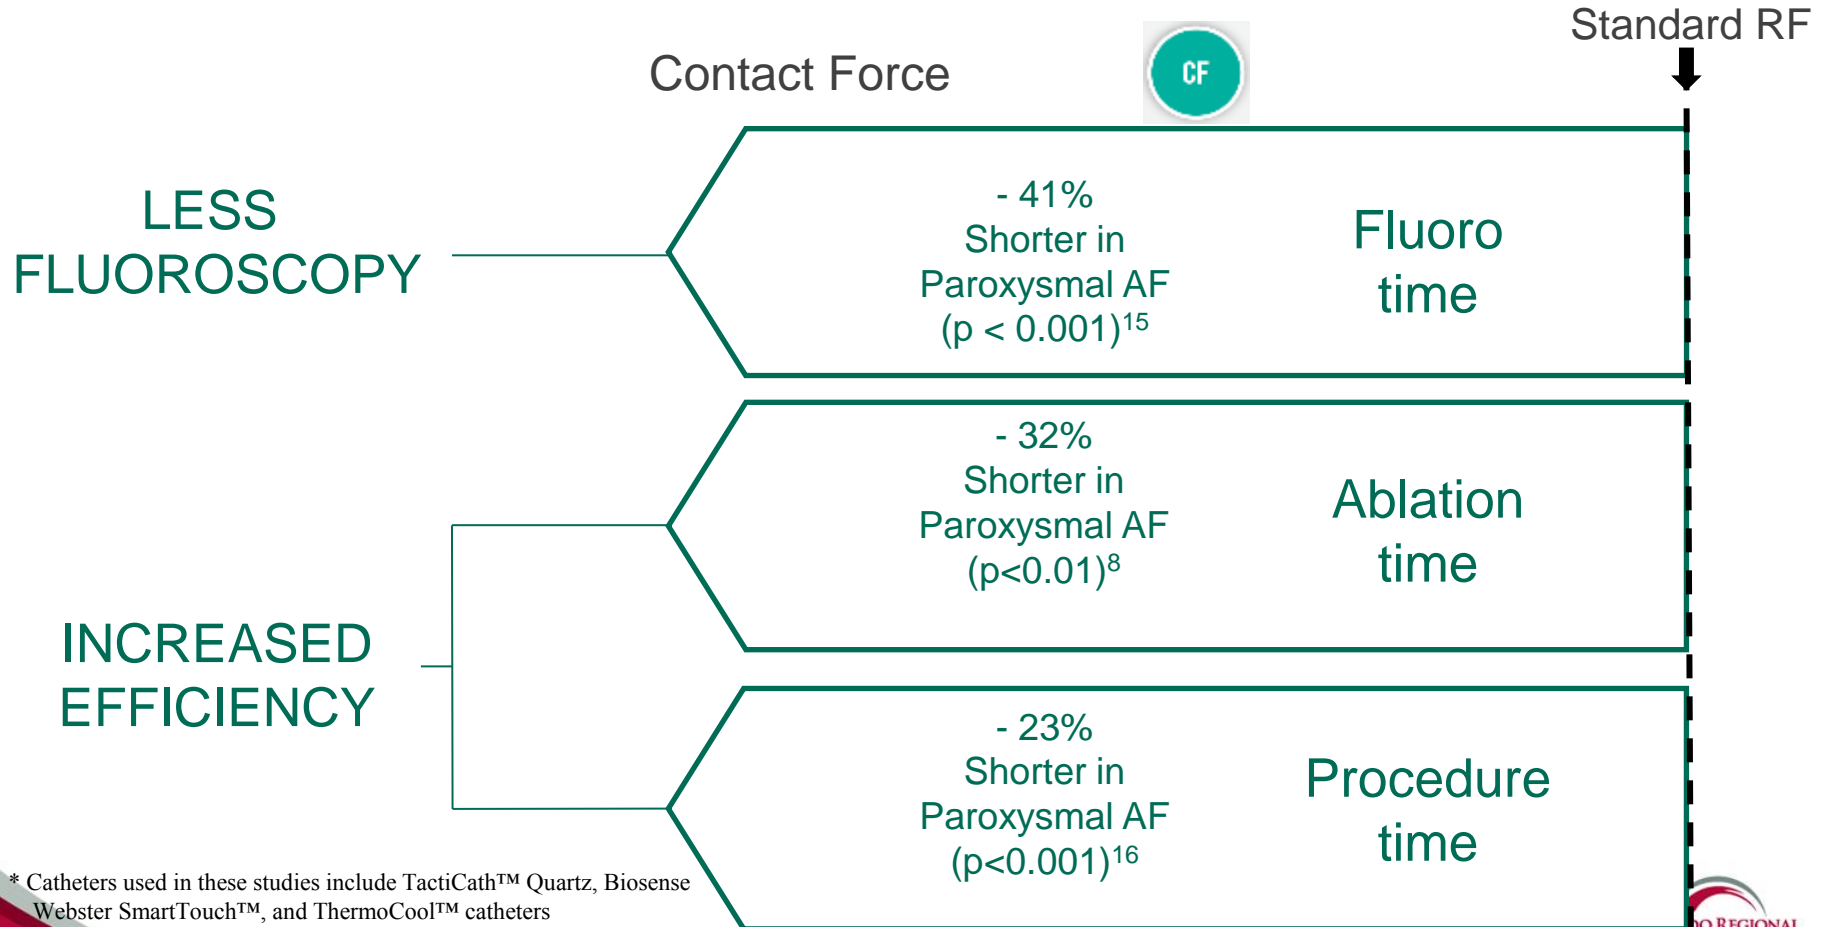 Standard RF
Contact Force
CF
LESS
FLUOROSCOPY
- 41%
Shorter in
Paroxysmal AF
(p < 0.001)15
Fluoro
time
INCREASED
EFFICIENCY
- 32%
Shorter in
Paroxysmal AF
(p<0.01)8
Ablation
time
- 23%
Shorter in
Paroxysmal AF
(p<0.001)16
Procedure
time
* Catheters used in these studies include TactiCath™ Quartz, Biosense
Webster SmartTouch™, and ThermoCool™ catheters
REGIONAL